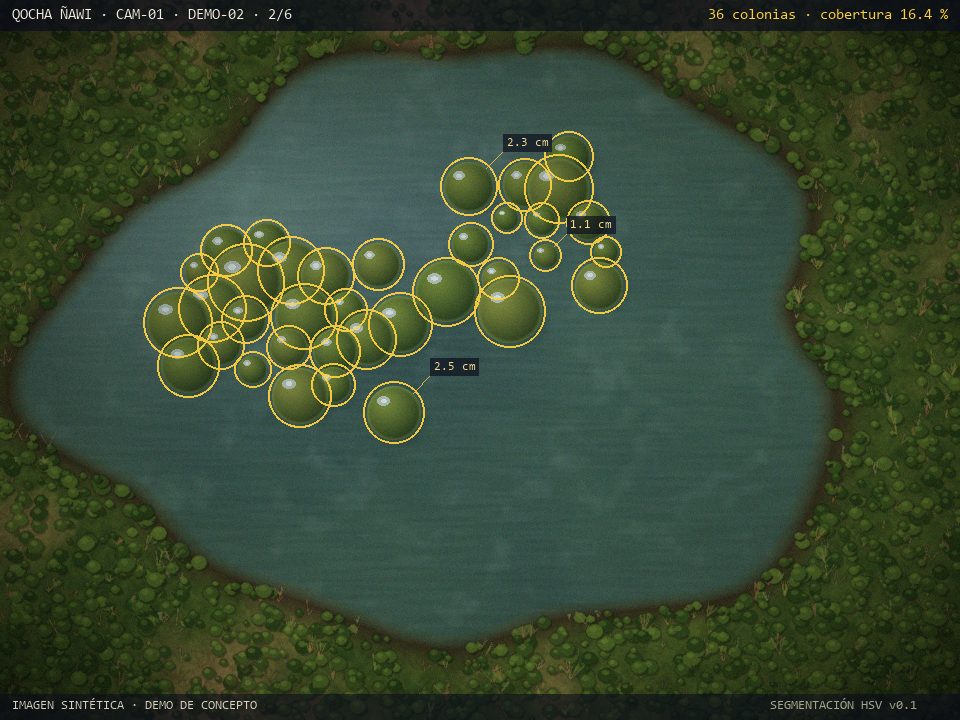 QOCHA ÑAWI · CAM-01 · DEMO-02 · 2/6
36 colonias · cobertura 16.4 %
2.3 cm
1.1 cm
2.5 cm
IMAGEN SINTÉTICA · DEMO DE CONCEPTO
SEGMENTACIÓN HSV v0.1